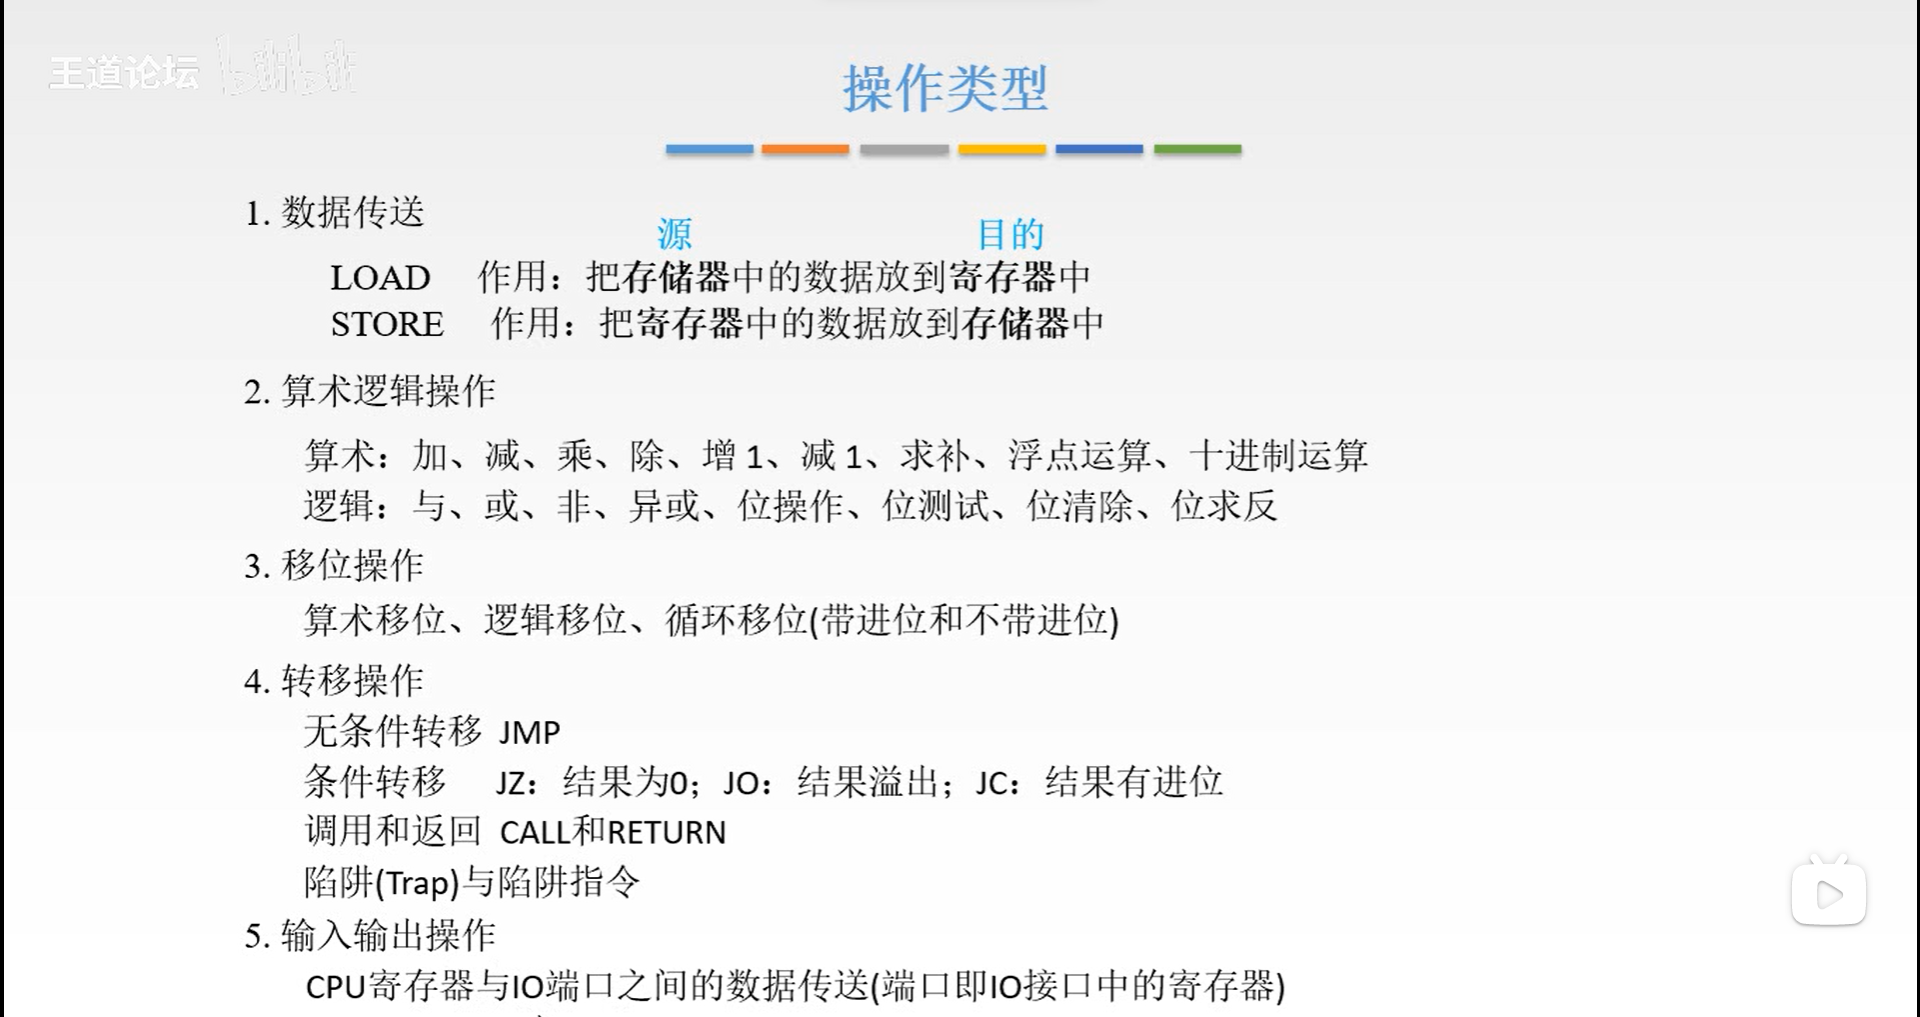 王道论坛 bilibili
操作类型
1. 数据传送
源 目的
LOAD 作用：把存储器中的数据放到寄存器中
STORE 作用：把寄存器中的数据放到存储器中
2. 算术逻辑操作
算术：加、减、乘、除、增 1、减 1、求补、浮点运算、十进制运算
逻辑：与、或、非、异或、位操作、位测试、位清除、位求反
3. 移位操作
算术移位、逻辑移位、循环移位(带进位和不带进位)
4. 转移操作
无条件转移 JMP
条件转移 JZ：结果为0；JO：结果溢出；JC：结果有进位
调用和返回 CALL和RETURN
陷阱(Trap)与陷阱指令
5. 输入输出操作
CPU寄存器与IO端口之间的数据传送(端口即IO接口中的寄存器)